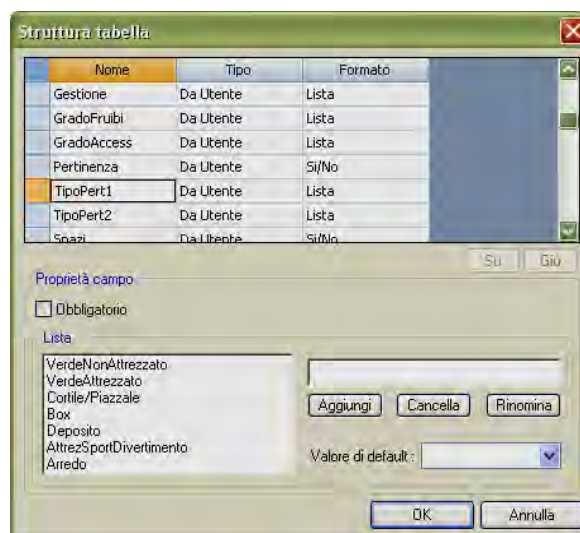 Struttura tabella
Nome Tipo Formato
Gestione Da Utente Lista
GradoFruibi Da Utente Lista
GradoAccess Da Utente Lista
Pertinenza Da Utente Si/No
TipoPert1 Da Utente Lista
TipoPert2 Da Utente Lista
Spazi Da Utente Si/No
Su Giù
Proprietà campo
Obbligatorio
Lista
VerdeNonAttrezzato
VerdeAttrezzato
Cortile/Piazzale
Box
Deposito
AttrezSportDivertimento
Arredo
Aggiungi Cancella Rinomina
Valore di default :
OK Annulla